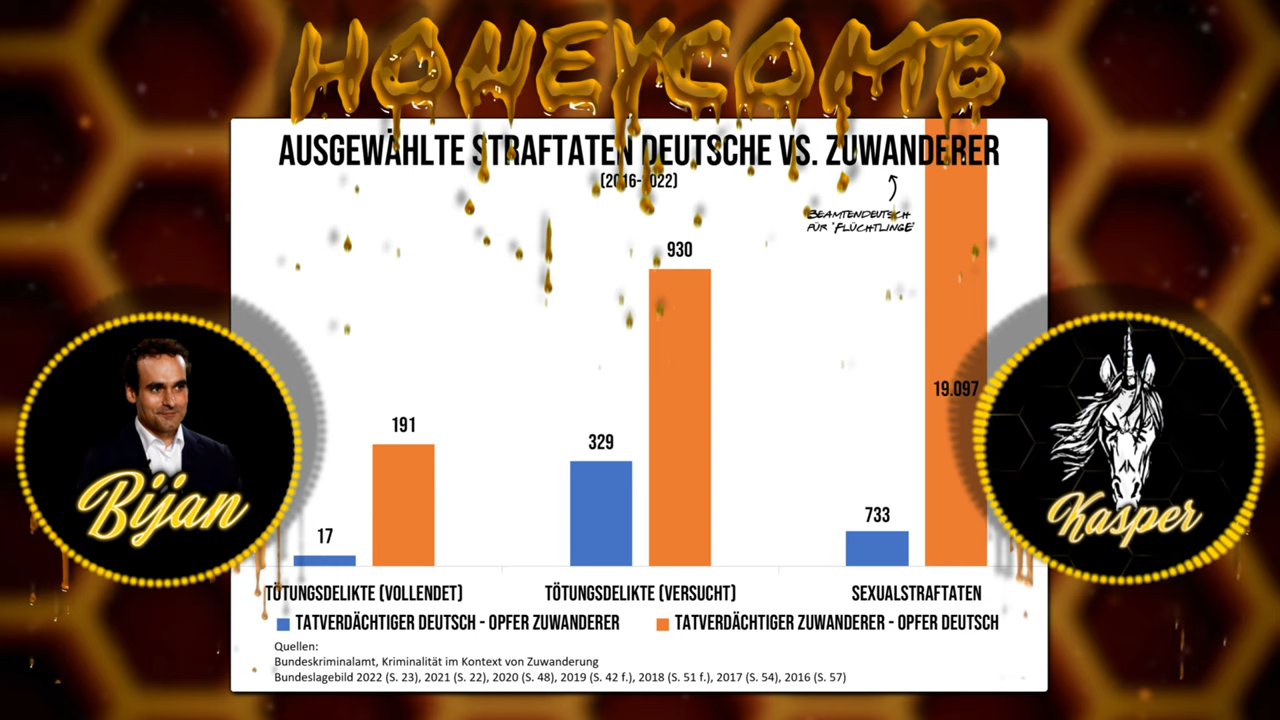 HONEYCOMB
AUSGEWÄHLTE STRAFTATEN DEUTSCHE VS. ZUWANDERER
(2016-2022)
BEAMTENDEUTSCH
FÜR "FLÜCHTLINGE"
930
19.097
191
329
733
17
Bijan
Kasper
TÖTUNGSDELIKTE (VOLLENDET)
TÖTUNGSDELIKTE (VERSUCHT)
SEXUALSTRAFTATEN
TATVERDÄCHTIGER DEUTSCH - OPFER ZUWANDERER
TATVERDÄCHTIGER ZUWANDERER - OPFER DEUTSCH
Quellen:
Bundeskriminalamt, Kriminalität im Kontext von Zuwanderung
Bundeslagebild 2022 (S. 23), 2021 (S. 22), 2020 (S. 48), 2019 (S. 42 f.), 2018 (S. 51 f.), 2017 (S. 54), 2016 (S. 57)